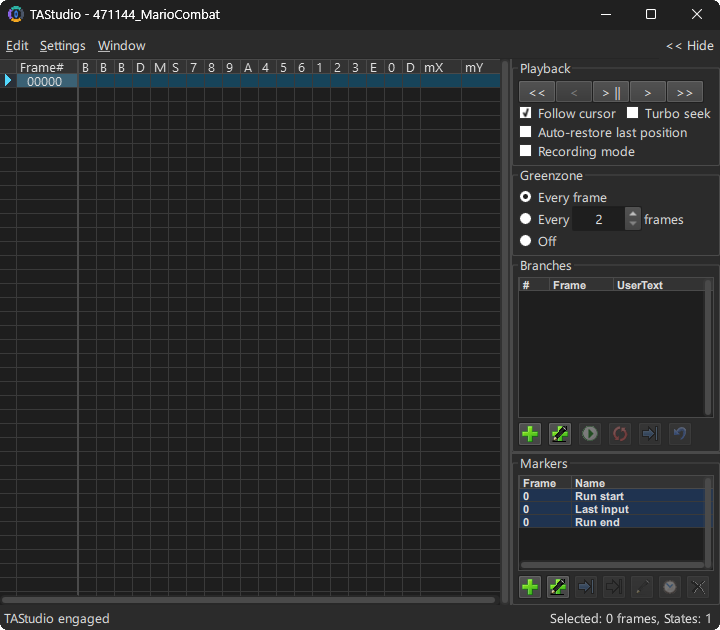 TAStudio - 471144_MarioCombat
Edit Settings Window << Hide
Frame# B B B D M S 7 8 9 A 4 5 6 1 2 3 E 0 D mX mY
00000
Playback
<< < > || > >>
Follow cursor Turbo seek
Auto-restore last position
Recording mode
Greenzone
Every frame
Every 2 frames
Off
Branches
# Frame UserText
Markers
Frame Name
0 Run start
0 Last input
0 Run end
TAStudio engaged
Selected: 0 frames, States: 1